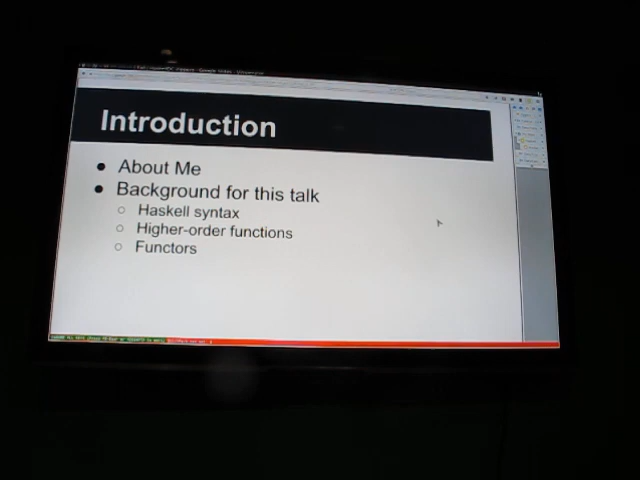 Introduction
About Me
Background for this talk
Haskell syntax
Higher-order functions
Functors